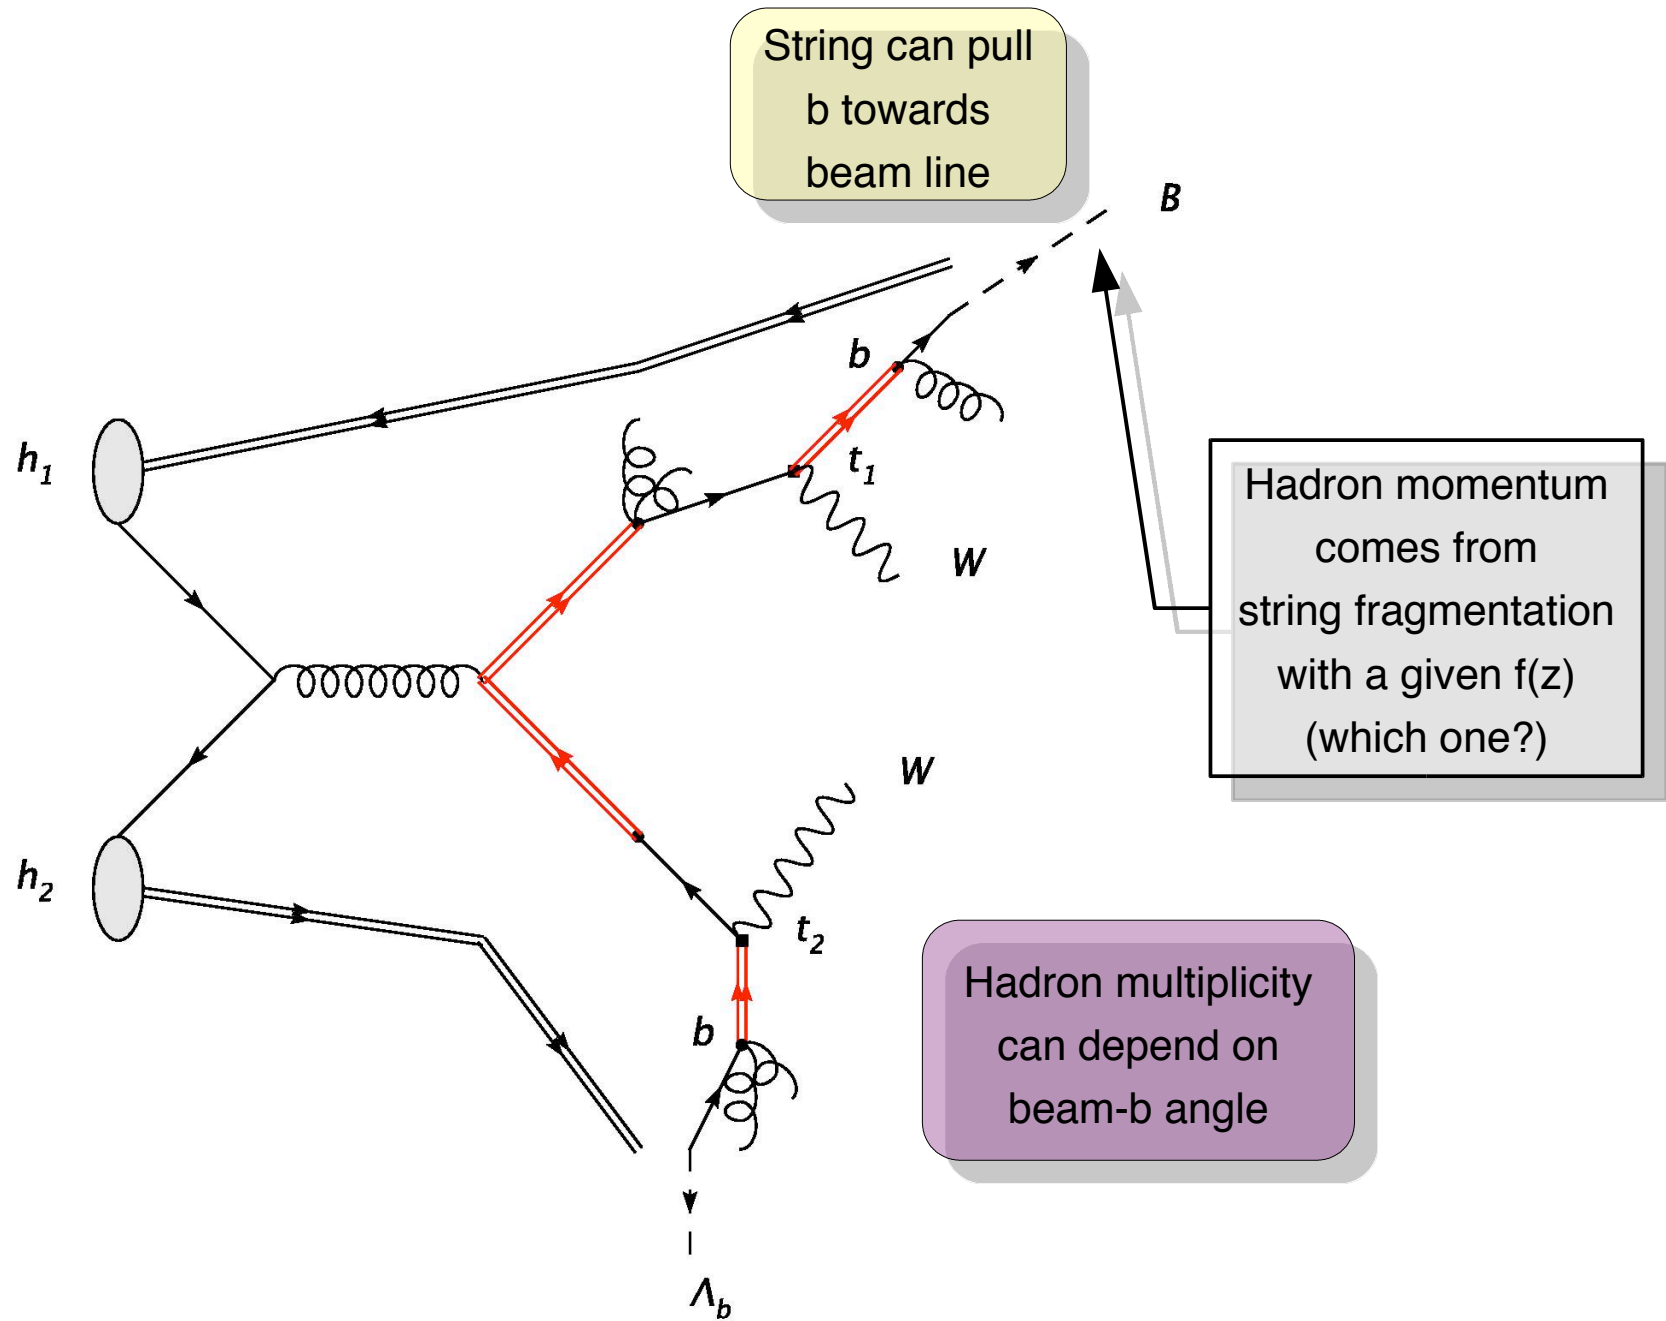 String can pull
b towards
beam line
B
b
h₁
t₁
Hadron momentum
comes from
string fragmentation
with a given f(z)
(which one?)
W
W
h₂
t₂
Hadron multiplicity
can depend on
beam-b angle
b
Λ_b